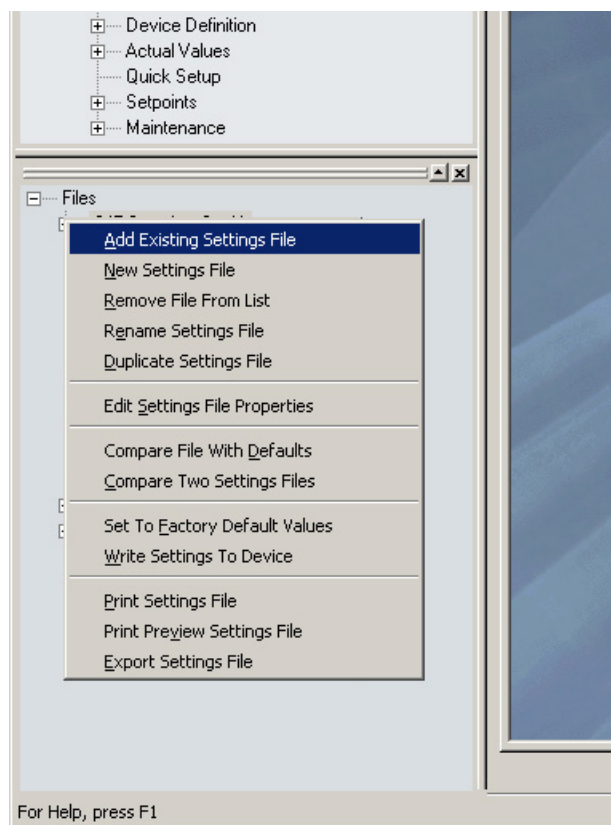 Device Definition
Actual Values
Quick Setup
Setpoints
Maintenance
Files
Add Existing Settings File
New Settings File
Remove File From List
Rename Settings File
Duplicate Settings File
Edit Settings File Properties
Compare File With Defaults
Compare Two Settings Files
Set To Factory Default Values
Write Settings To Device
Print Settings File
Print Preview Settings File
Export Settings File
For Help, press F1